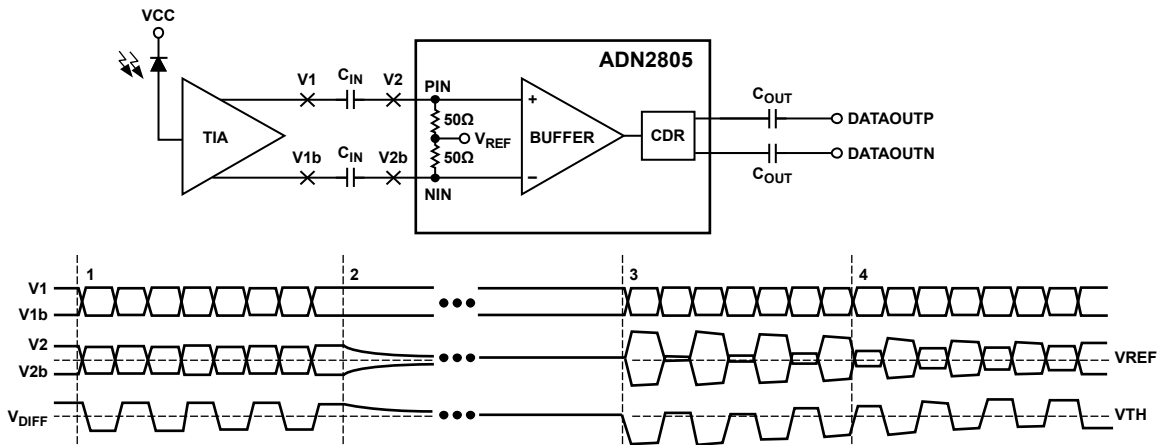 VCC
ADN2805
V1
C_IN
V2
PIN
+
50Ω
V_REF
50Ω
TIA
BUFFER
CDR
C_OUT
DATAOUTP
V1b
C_IN
V2b
NIN
−
DATAOUTN
C_OUT
1
2
3
4
V1
V1b
V2
V2b
VREF
V_DIFF
VTH